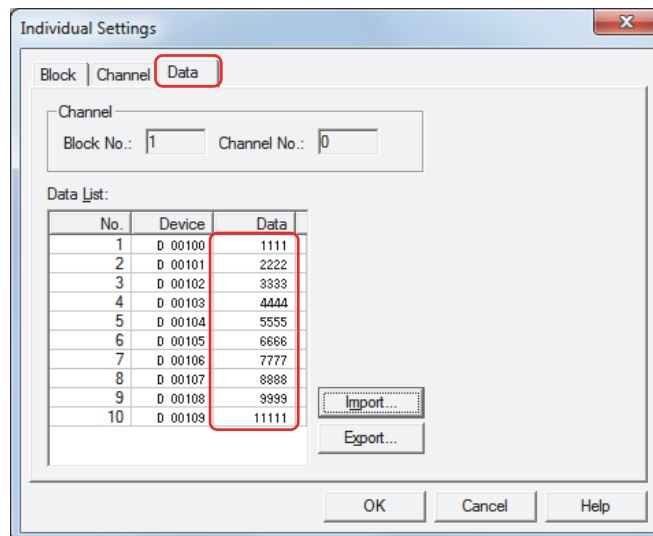 Individual Settings
Block Channel Data
Channel
Block No.: 1 Channel No.: 0
Data List:
No. Device Data
1 D 00100 1111
2 D 00101 2222
3 D 00102 3333
4 D 00103 4444
5 D 00104 5555
6 D 00105 6666
7 D 00106 7777
8 D 00107 8888
9 D 00108 9999
10 D 00109 11111
Import...
Export...
OK Cancel Help